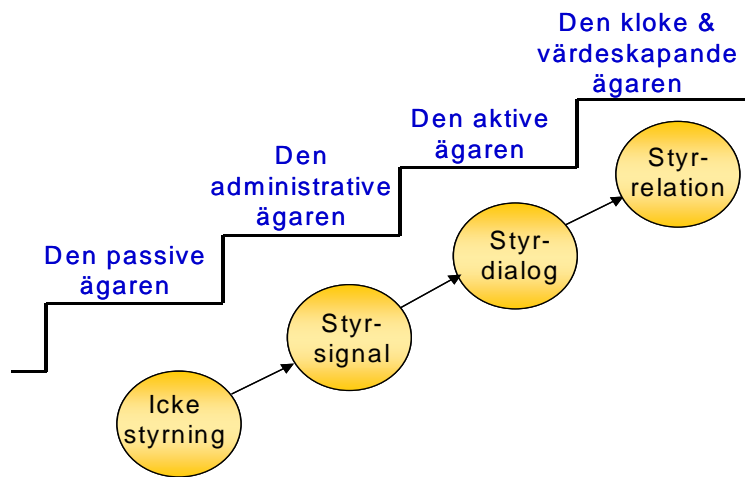 Den kloke &
värdeskapande
ägaren
Den aktive
ägaren
Den
administrative
ägaren
Den passive
ägaren
Styr-
relation
Styr-
dialog
Styr-
signal
Icke
styrning